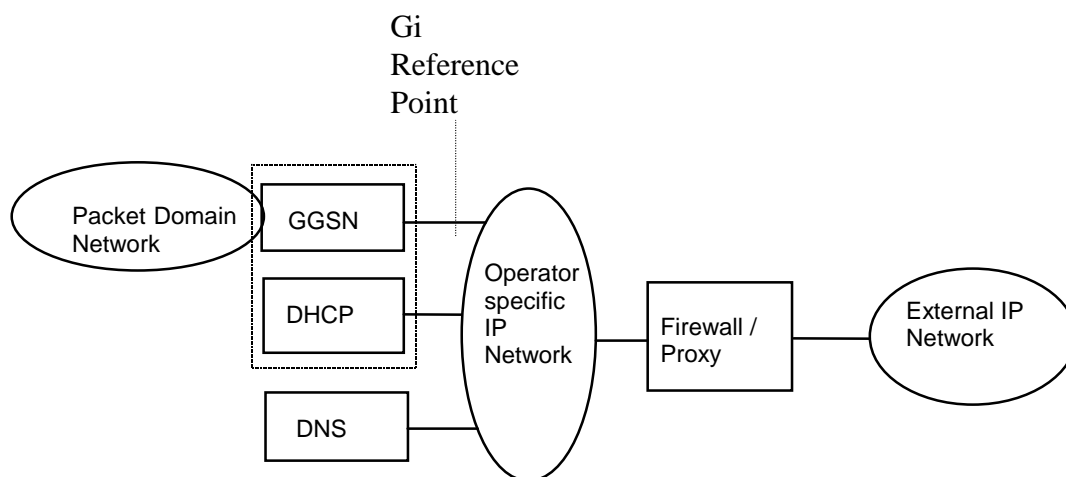 Gi
Reference
Point
Packet Domain
Network
GGSN
DHCP
DNS
Operator
specific
IP
Network
Firewall /
Proxy
External IP
Network